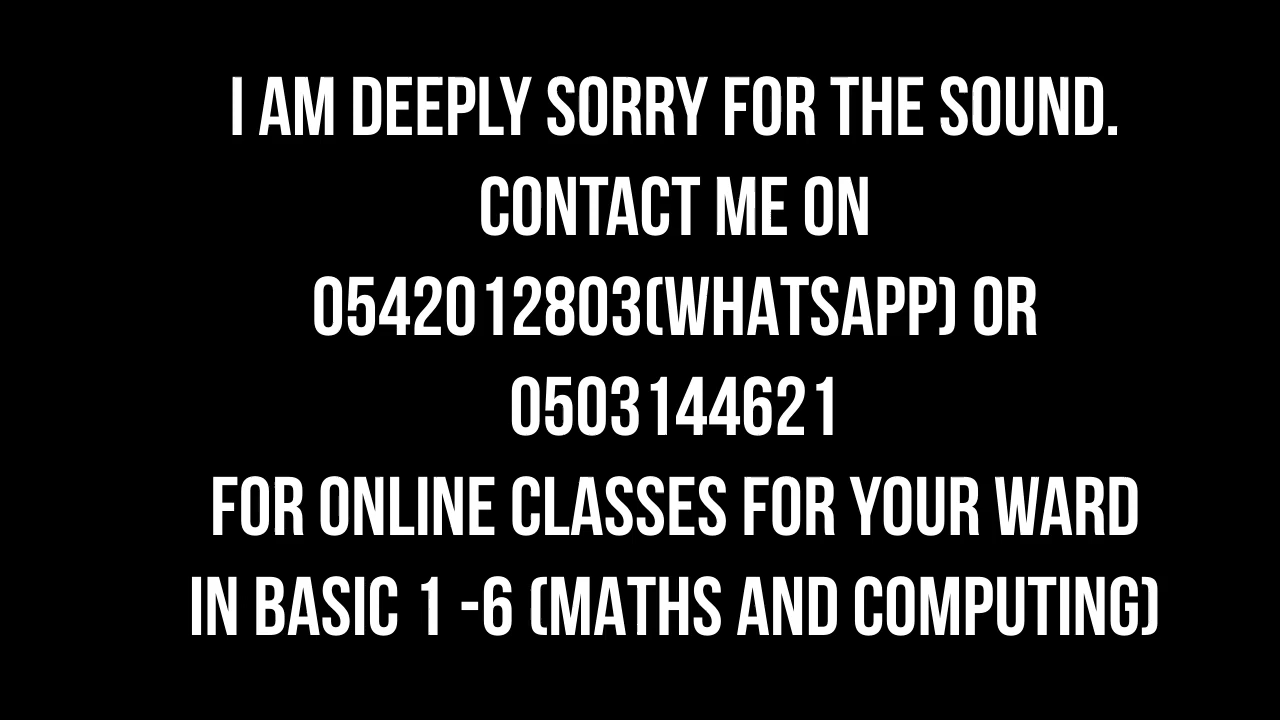 I AM DEEPLY SORRY FOR THE SOUND.
CONTACT ME ON
0542012803(WHATSAPP) OR
0503144621
FOR ONLINE CLASSES FOR YOUR WARD
IN BASIC 1 -6 (MATHS AND COMPUTING)